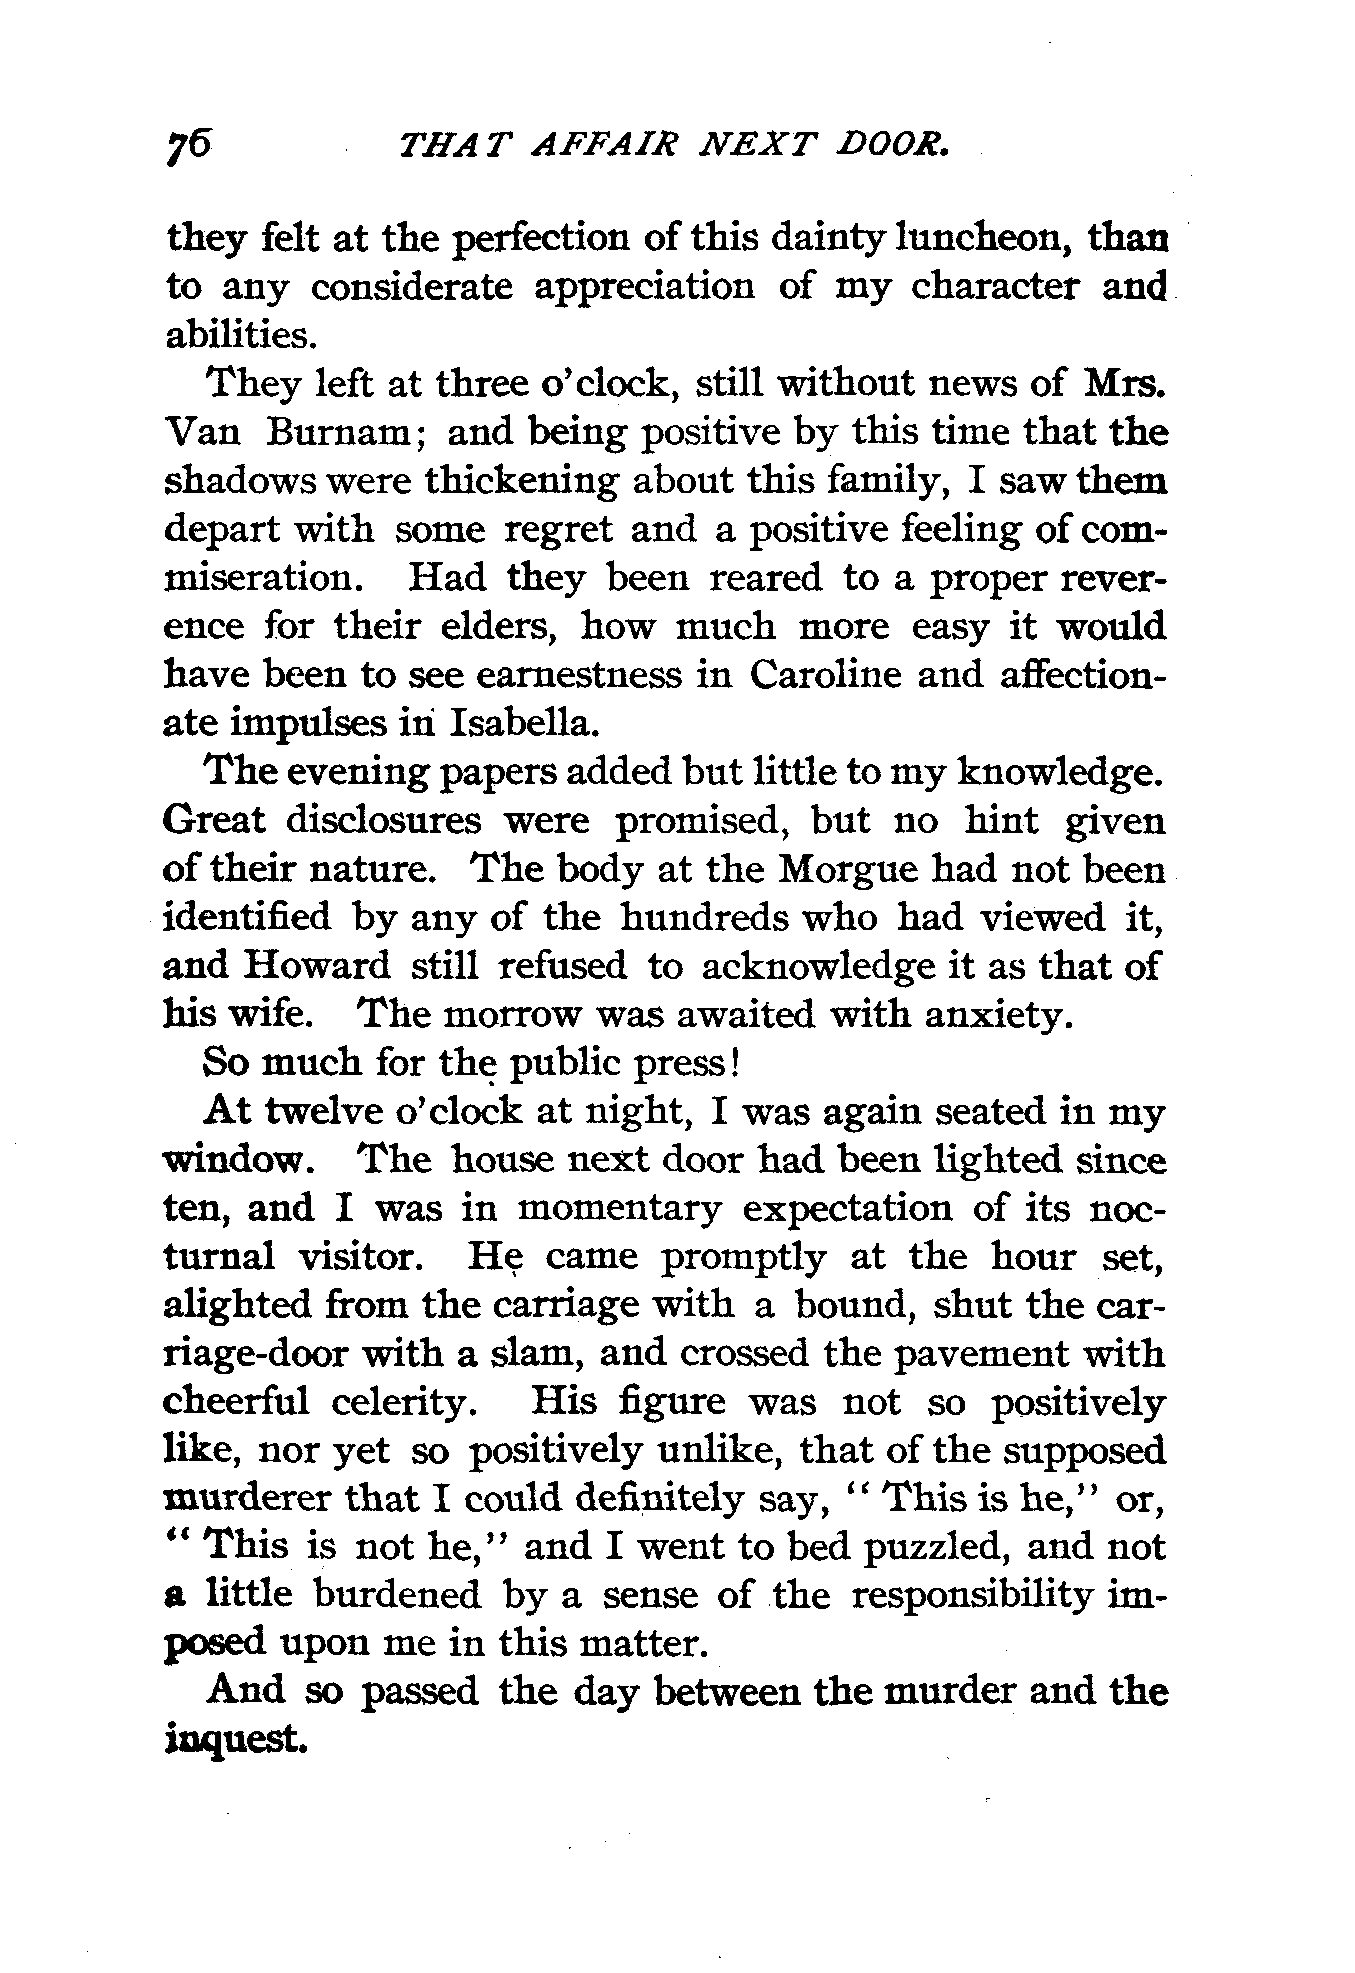 76 THAT AFFAIR NEXT DOOR.
they felt at the perfection of this dainty luncheon, than
to any considerate appreciation of my character and
abilities.
They left at three o'clock, still without news of Mrs.
Van Burnam; and being positive by this time that the
shadows were thickening about this family, I saw them
depart with some regret and a positive feeling of com-
miseration. Had they been reared to a proper rever-
ence for their elders, how much more easy it would
have been to see earnestness in Caroline and affection-
ate impulses in Isabella.
The evening papers added but little to my knowledge.
Great disclosures were promised, but no hint given
of their nature. The body at the Morgue had not been
identified by any of the hundreds who had viewed it,
and Howard still refused to acknowledge it as that of
his wife. The morrow was awaited with anxiety.
So much for the public press!
At twelve o'clock at night, I was again seated in my
window. The house next door had been lighted since
ten, and I was in momentary expectation of its noc-
turnal visitor. He came promptly at the hour set,
alighted from the carriage with a bound, shut the car-
riage-door with a slam, and crossed the pavement with
cheerful celerity. His figure was not so positively
like, nor yet so positively unlike, that of the supposed
murderer that I could definitely say, "This is he," or,
"This is not he," and I went to bed puzzled, and not
a little burdened by a sense of the responsibility im-
posed upon me in this matter.
And so passed the day between the murder and the
inquest.